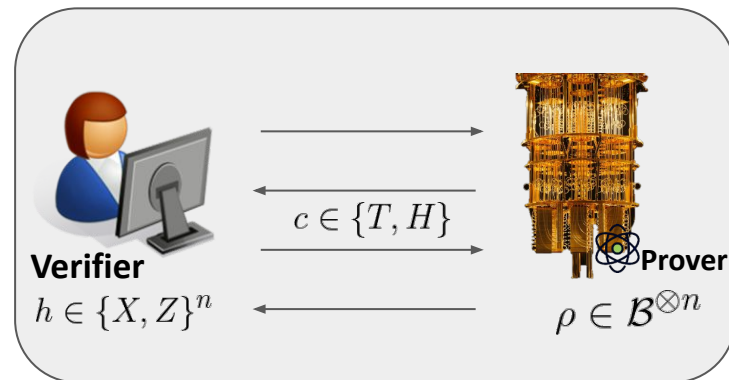 c ∈ {T, H}
Verifier
Prover
h ∈ {X, Z}ⁿ
ρ ∈ ℬ^{⊗n}